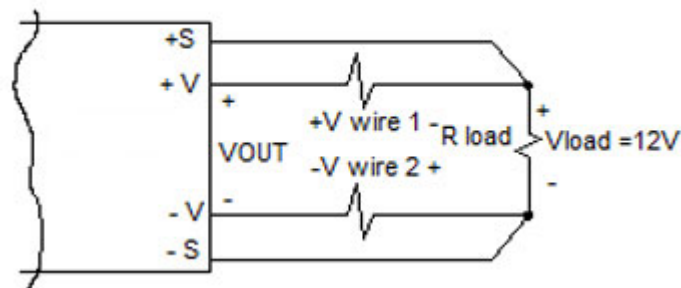 +S
+ V
+
+V wire 1 -
+
VOUT
R load
Vload =12V
-V wire 2 +
-
- V
-
- S